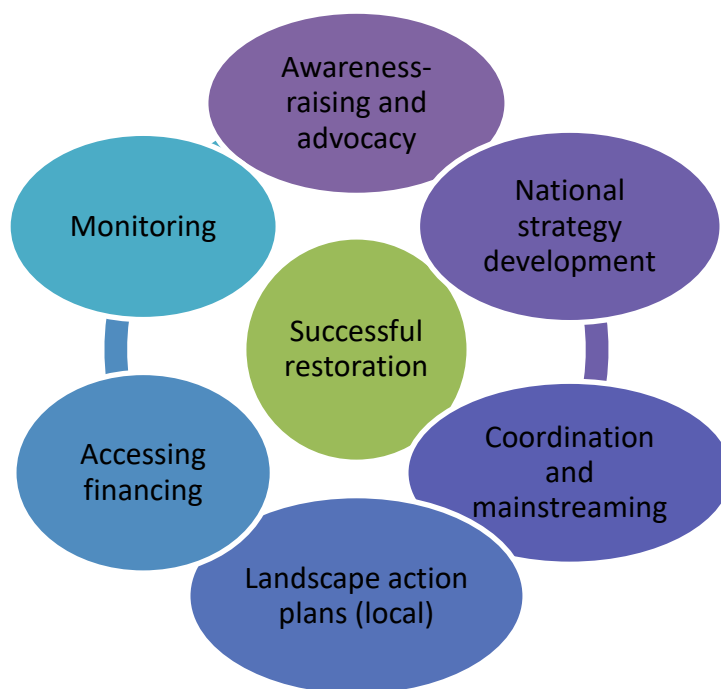 Awareness-
raising and
advocacy
National
strategy
development
Coordination
and
mainstreaming
Landscape action
plans (local)
Accessing
financing
Monitoring
Successful
restoration